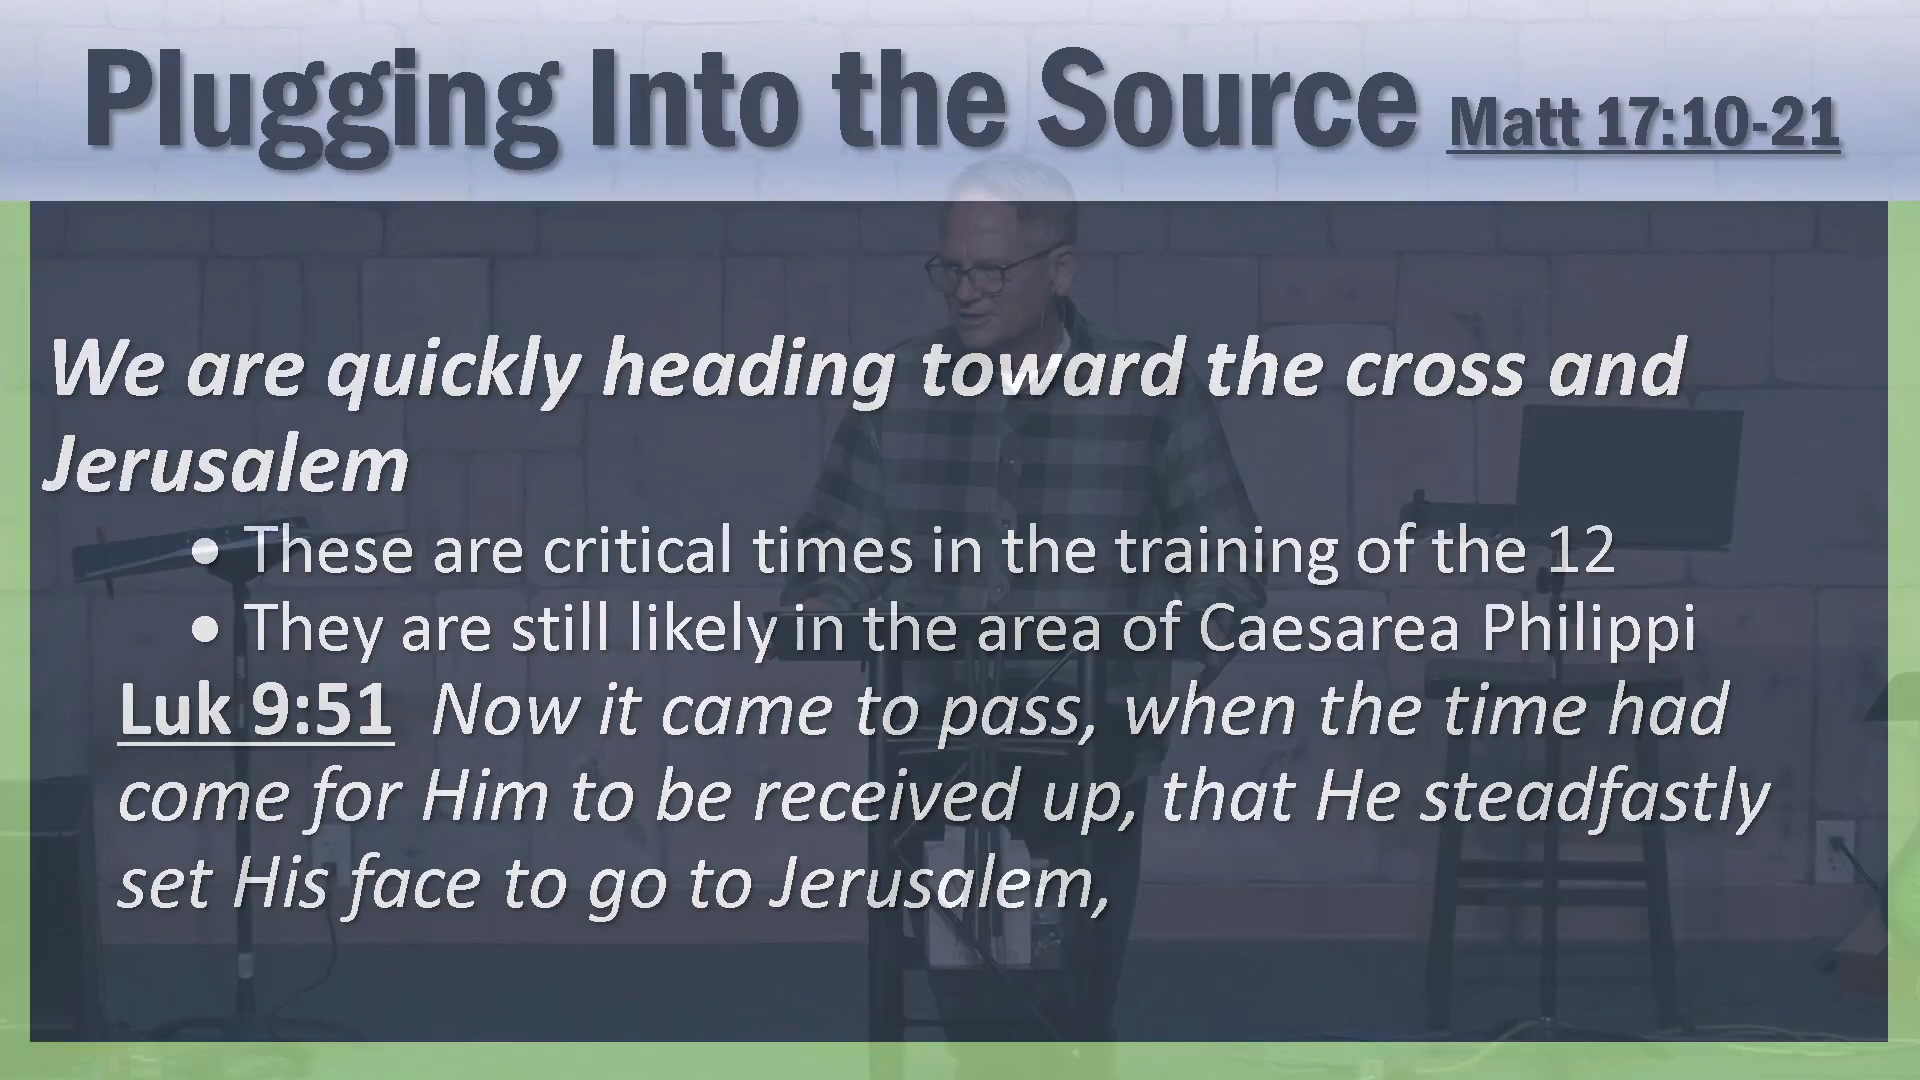 Plugging Into the Source Matt 17:10-21
We are quickly heading toward the cross and
Jerusalem
• These are critical times in the training of the 12
• They are still likely in the area of Caesarea Philippi
Luk 9:51 Now it came to pass, when the time had
come for Him to be received up, that He steadfastly
set His face to go to Jerusalem,